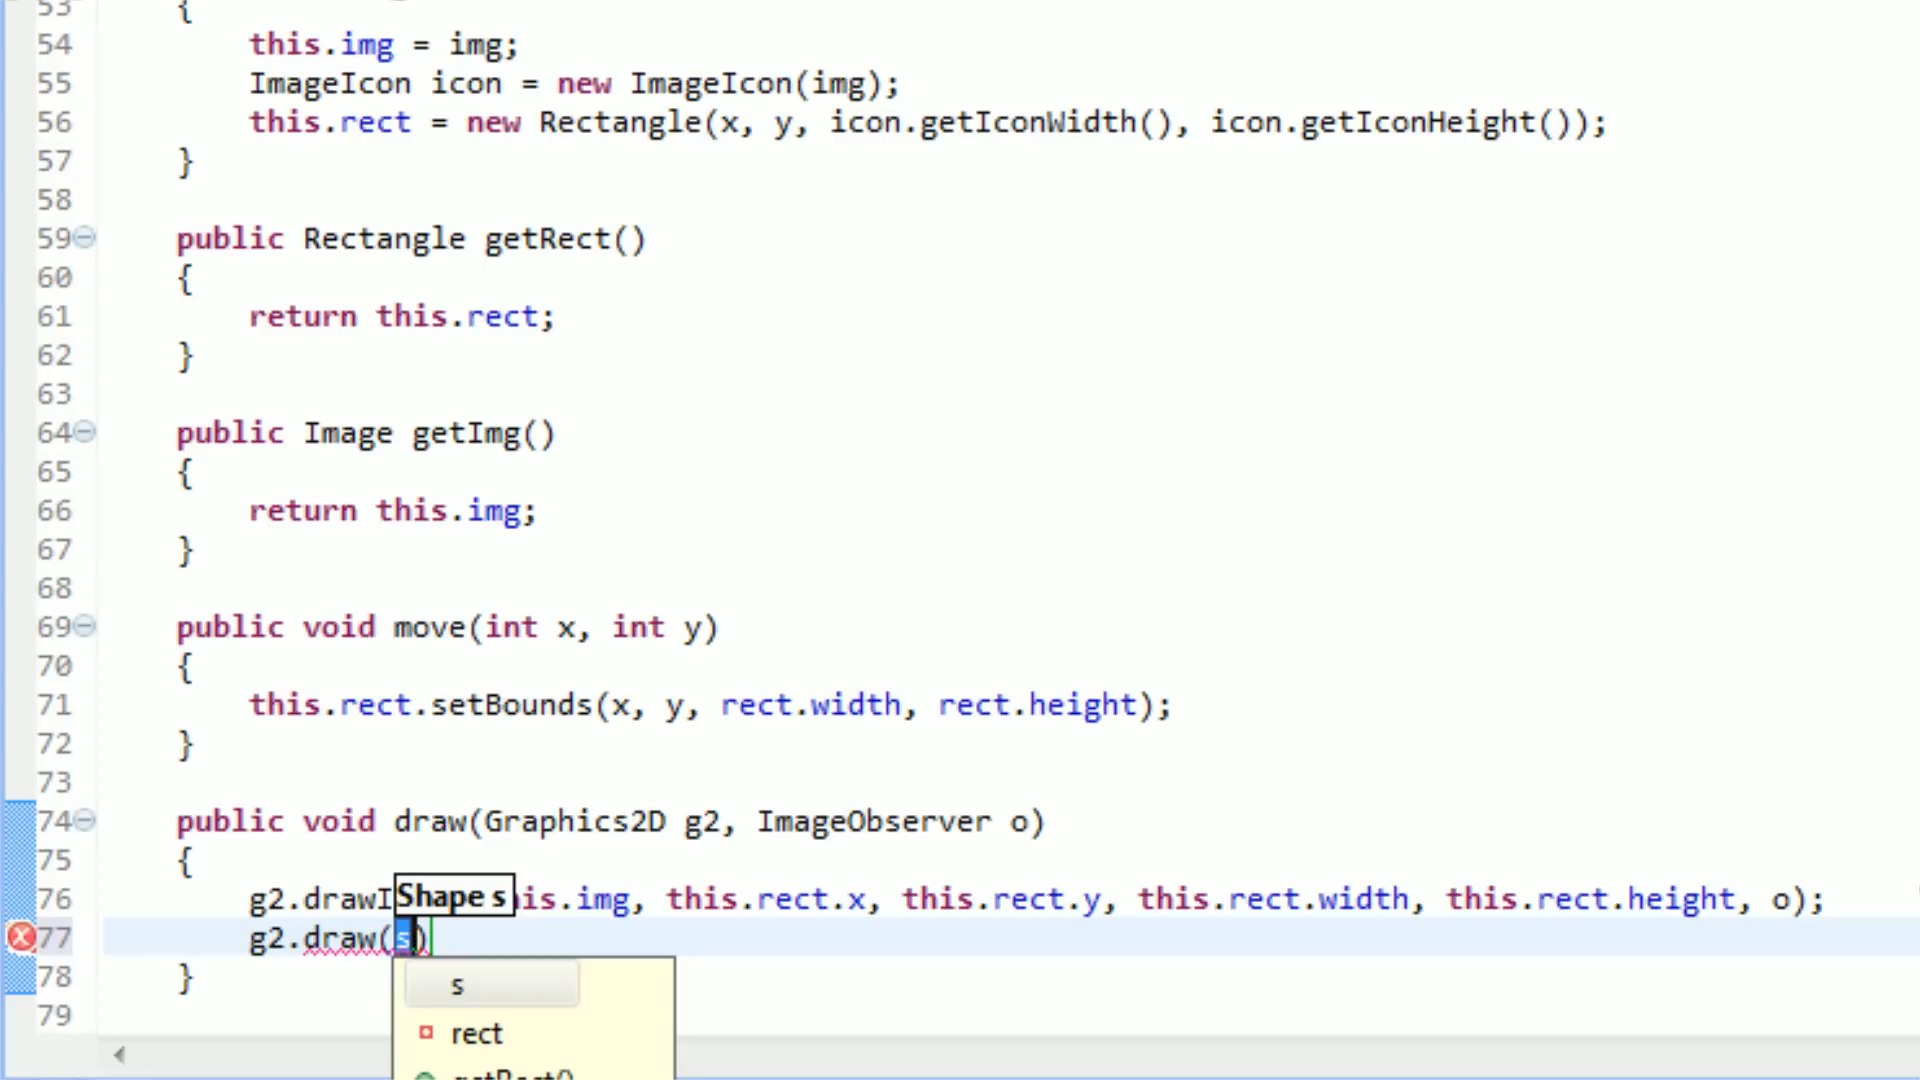 53 {
54 this.img = img;
55 ImageIcon icon = new ImageIcon(img);
56 this.rect = new Rectangle(x, y, icon.getIconWidth(), icon.getIconHeight());
57 }
58
59 public Rectangle getRect()
60 {
61 return this.rect;
62 }
63
64 public Image getImg()
65 {
66 return this.img;
67 }
68
69 public void move(int x, int y)
70 {
71 this.rect.setBounds(x, y, rect.width, rect.height);
72 }
73
74 public void draw(Graphics2D g2, ImageObserver o)
75 {
Shape s
76 g2.drawI his.img, this.rect.x, this.rect.y, this.rect.width, this.rect.height, o);
77 g2.draw(s)
78 }
s
79
rect
getRect()